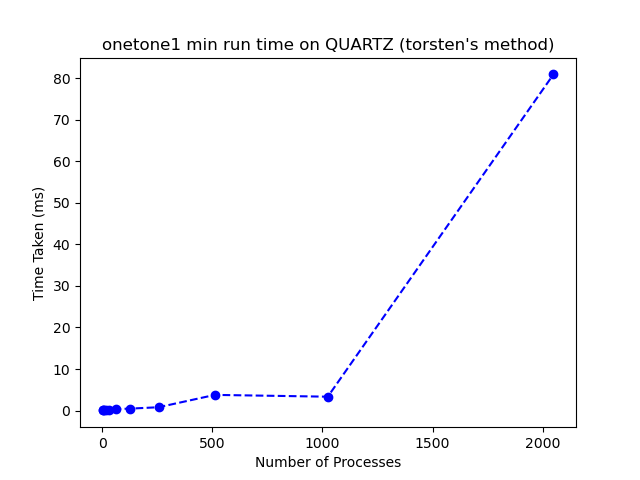 onetone1 min run time on QUARTZ (torsten's method)
80
70
60
50
40
30
20
10
0
Time Taken (ms)
0 500 1000 1500 2000
Number of Processes